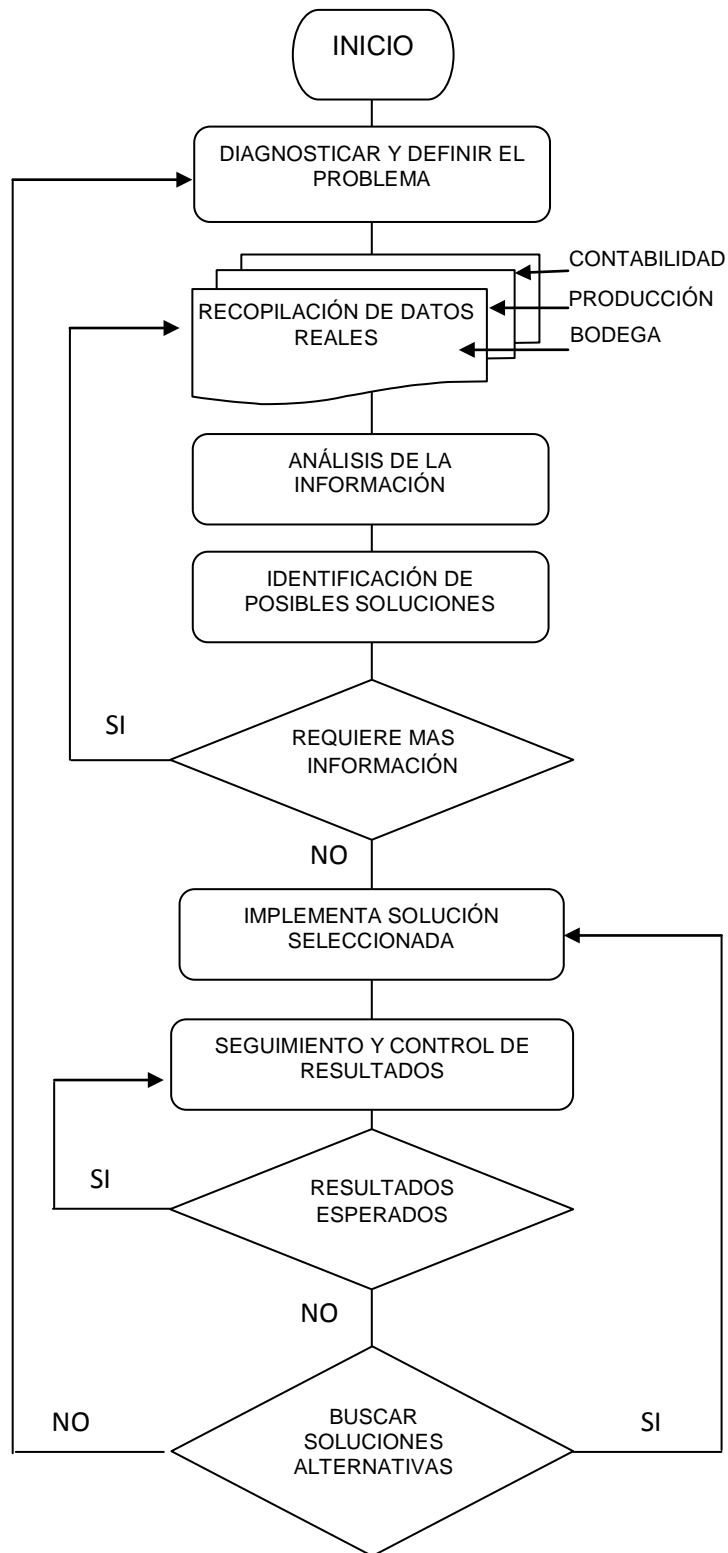 INICIO
DIAGNOSTICAR Y DEFINIR EL
PROBLEMA
CONTABILIDAD
PRODUCCIÓN
BODEGA
RECOPILACIÓN DE DATOS
REALES
ANÁLISIS DE LA
INFORMACIÓN
IDENTIFICACIÓN DE
POSIBLES SOLUCIONES
REQUIERE MAS
INFORMACIÓN
SI
NO
IMPLEMENTA SOLUCIÓN
SELECCIONADA
SEGUIMIENTO Y CONTROL DE
RESULTADOS
RESULTADOS
ESPERADOS
SI
NO
BUSCAR
SOLUCIONES
ALTERNATIVAS
NO
SI